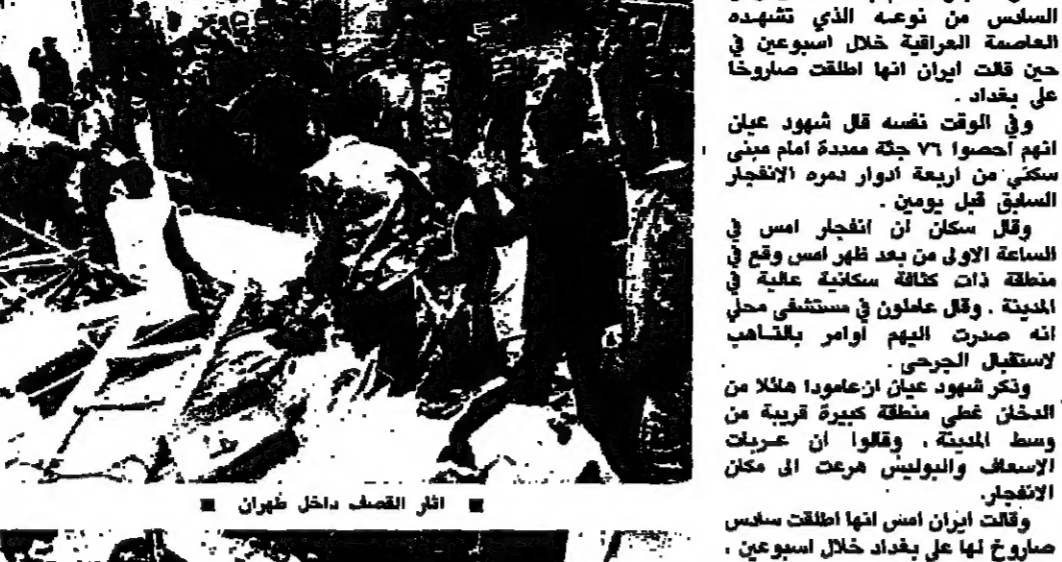 السادس من نوعه الذي تشهده
العاصمة العراقية خلال اسبوعين في
حين قالت ايران انها اطلقت صاروخا
على بغداد .
وفي الوقت نفسه قال شهود عيان
انهم احصوا ٧٦ جثة ممددة امام مبنى
سكني من اربعة ادوار دمره الانفجار
السابق قبل يومين .
وقال سكان ان انفجار امس في
الساعة الاولى من بعد ظهر امس وقع في
منطقة ذات كثافة سكانية عالية في
المدينة . وقال عاملون في مستشفى محلي
انه صدرت اليهم اوامر بالتأهب
لاستقبال الجرحى .
وذكر شهود عيان ان عامودا هائلا من
الدخان غطى منطقة كبيرة قريبة من
وسط المدينة . وقالوا ان عربات
الاسعاف والبوليس هرعت الى مكان
الانفجار.
وقالت ايران امس انها اطلقت سادس
صاروخ لها على بغداد خلال اسبوعين .
■ اثار القصف داخل طهران ■